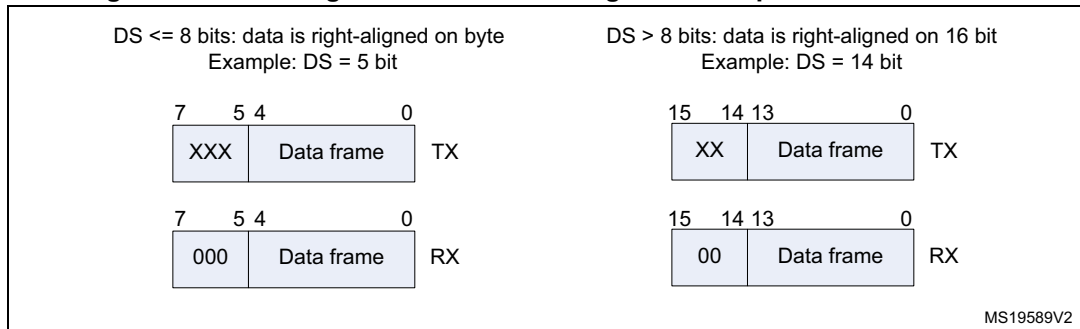 DS <= 8 bits: data is right-aligned on byte
Example: DS = 5 bit
7 5 4 0
XXX Data frame TX
7 5 4 0
000 Data frame RX
DS > 8 bits: data is right-aligned on 16 bit
Example: DS = 14 bit
15 14 13 0
XX Data frame TX
15 14 13 0
00 Data frame RX
MS19589V2